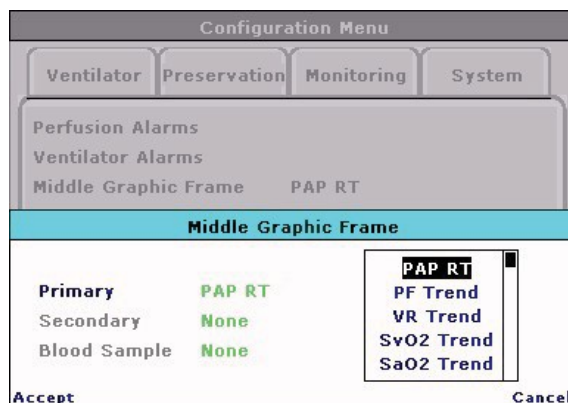 Configuration Menu
Ventilator Preservation Monitoring System
Perfusion Alarms
Ventilator Alarms
Middle Graphic Frame PAP RT
Middle Graphic Frame
PAP RT
Primary PAP RT PF Trend
Secondary None VR Trend
Blood Sample None SvO2 Trend
SaO2 Trend
Accept Cancel